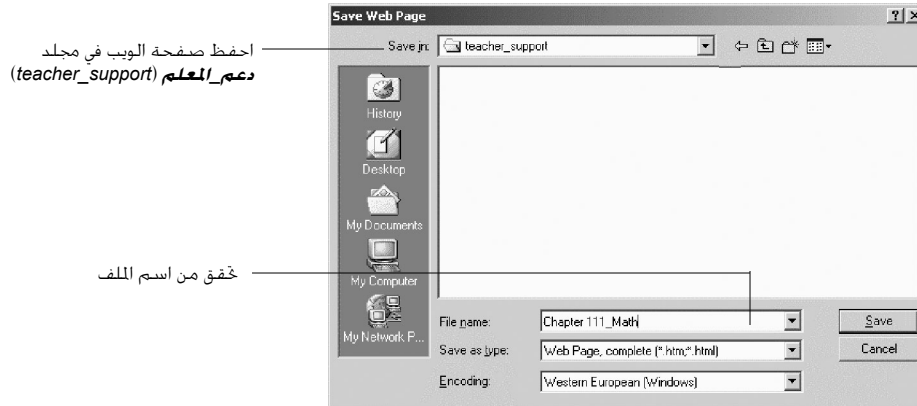 Save Web Page
Save in: teacher_support
احفظ صفحة الويب في مجلد
دعم_المعلم (teacher_support)
History
Desktop
My Documents
My Computer
My Network P...
تحقق من اسم الملف
File name: Chapter 111_Math Save
Save as type: Web Page, complete (*.htm;*.html) Cancel
Encoding: Western European (Windows)